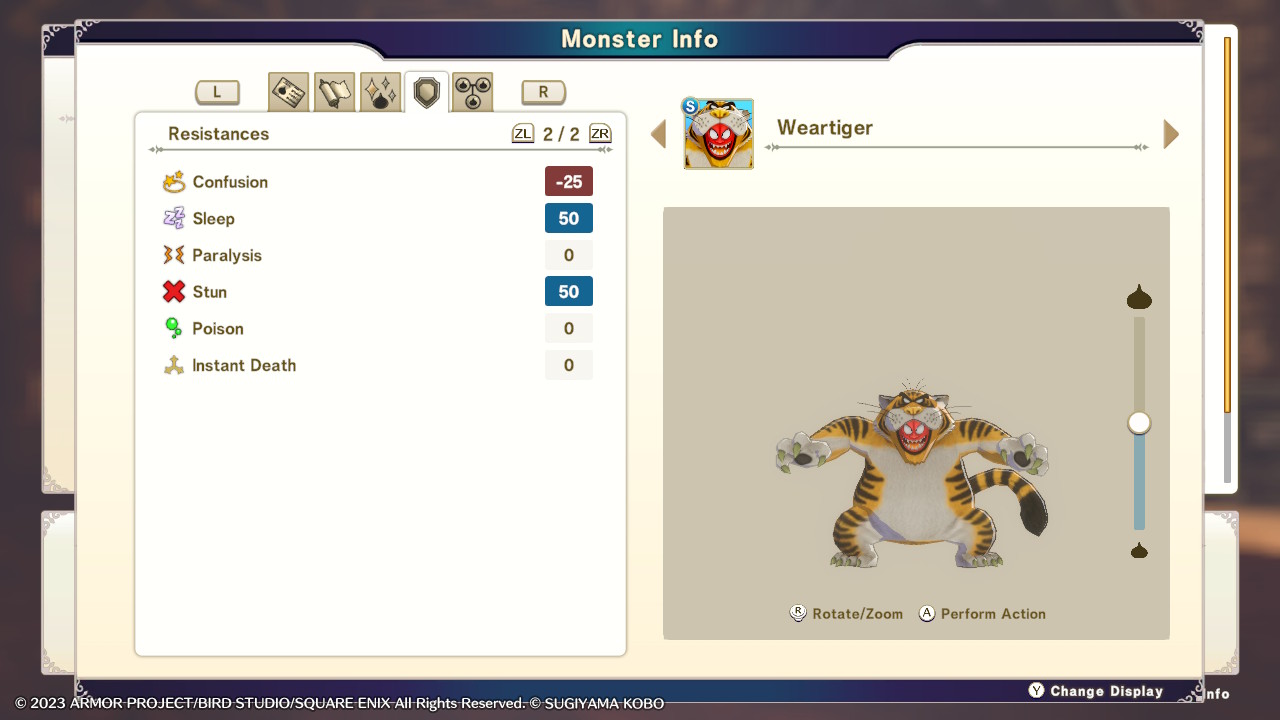 Monster Info
L
R
Resistances
ZL 2 / 2 ZR
Confusion -25
Sleep 50
Paralysis 0
Stun 50
Poison 0
Instant Death 0
S
Weartiger
R Rotate/Zoom A Perform Action
Y Change Display
Info
© 2023 ARMOR PROJECT/BIRD STUDIO/SQUARE ENIX All Rights Reserved. © SUGIYAMA KOBO